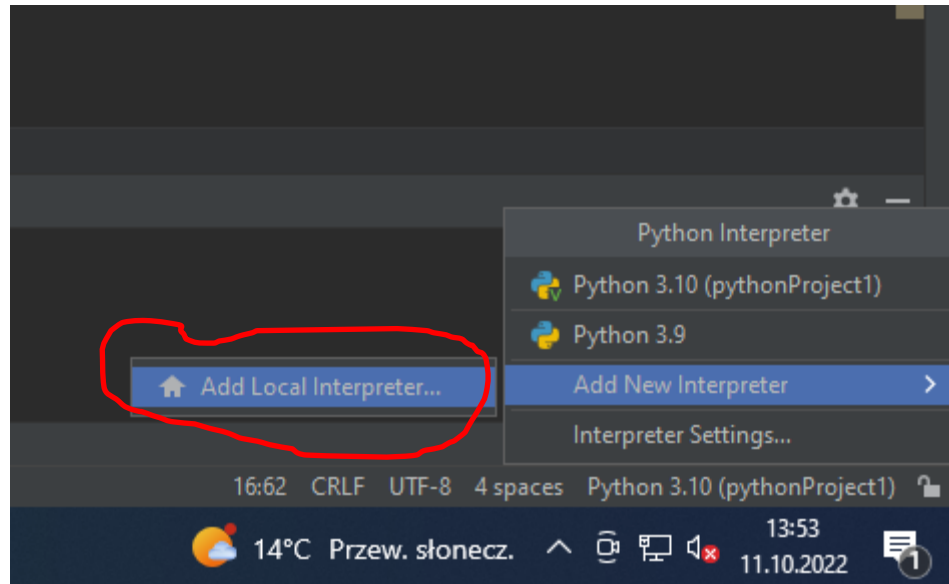 Python Interpreter
Python 3.10 (pythonProject1)
Python 3.9
Add Local Interpreter...
Add New Interpreter
Interpreter Settings...
16:62 CRLF UTF-8 4 spaces Python 3.10 (pythonProject1)
14°C Przew. słonecz.
13:53
11.10.2022
1